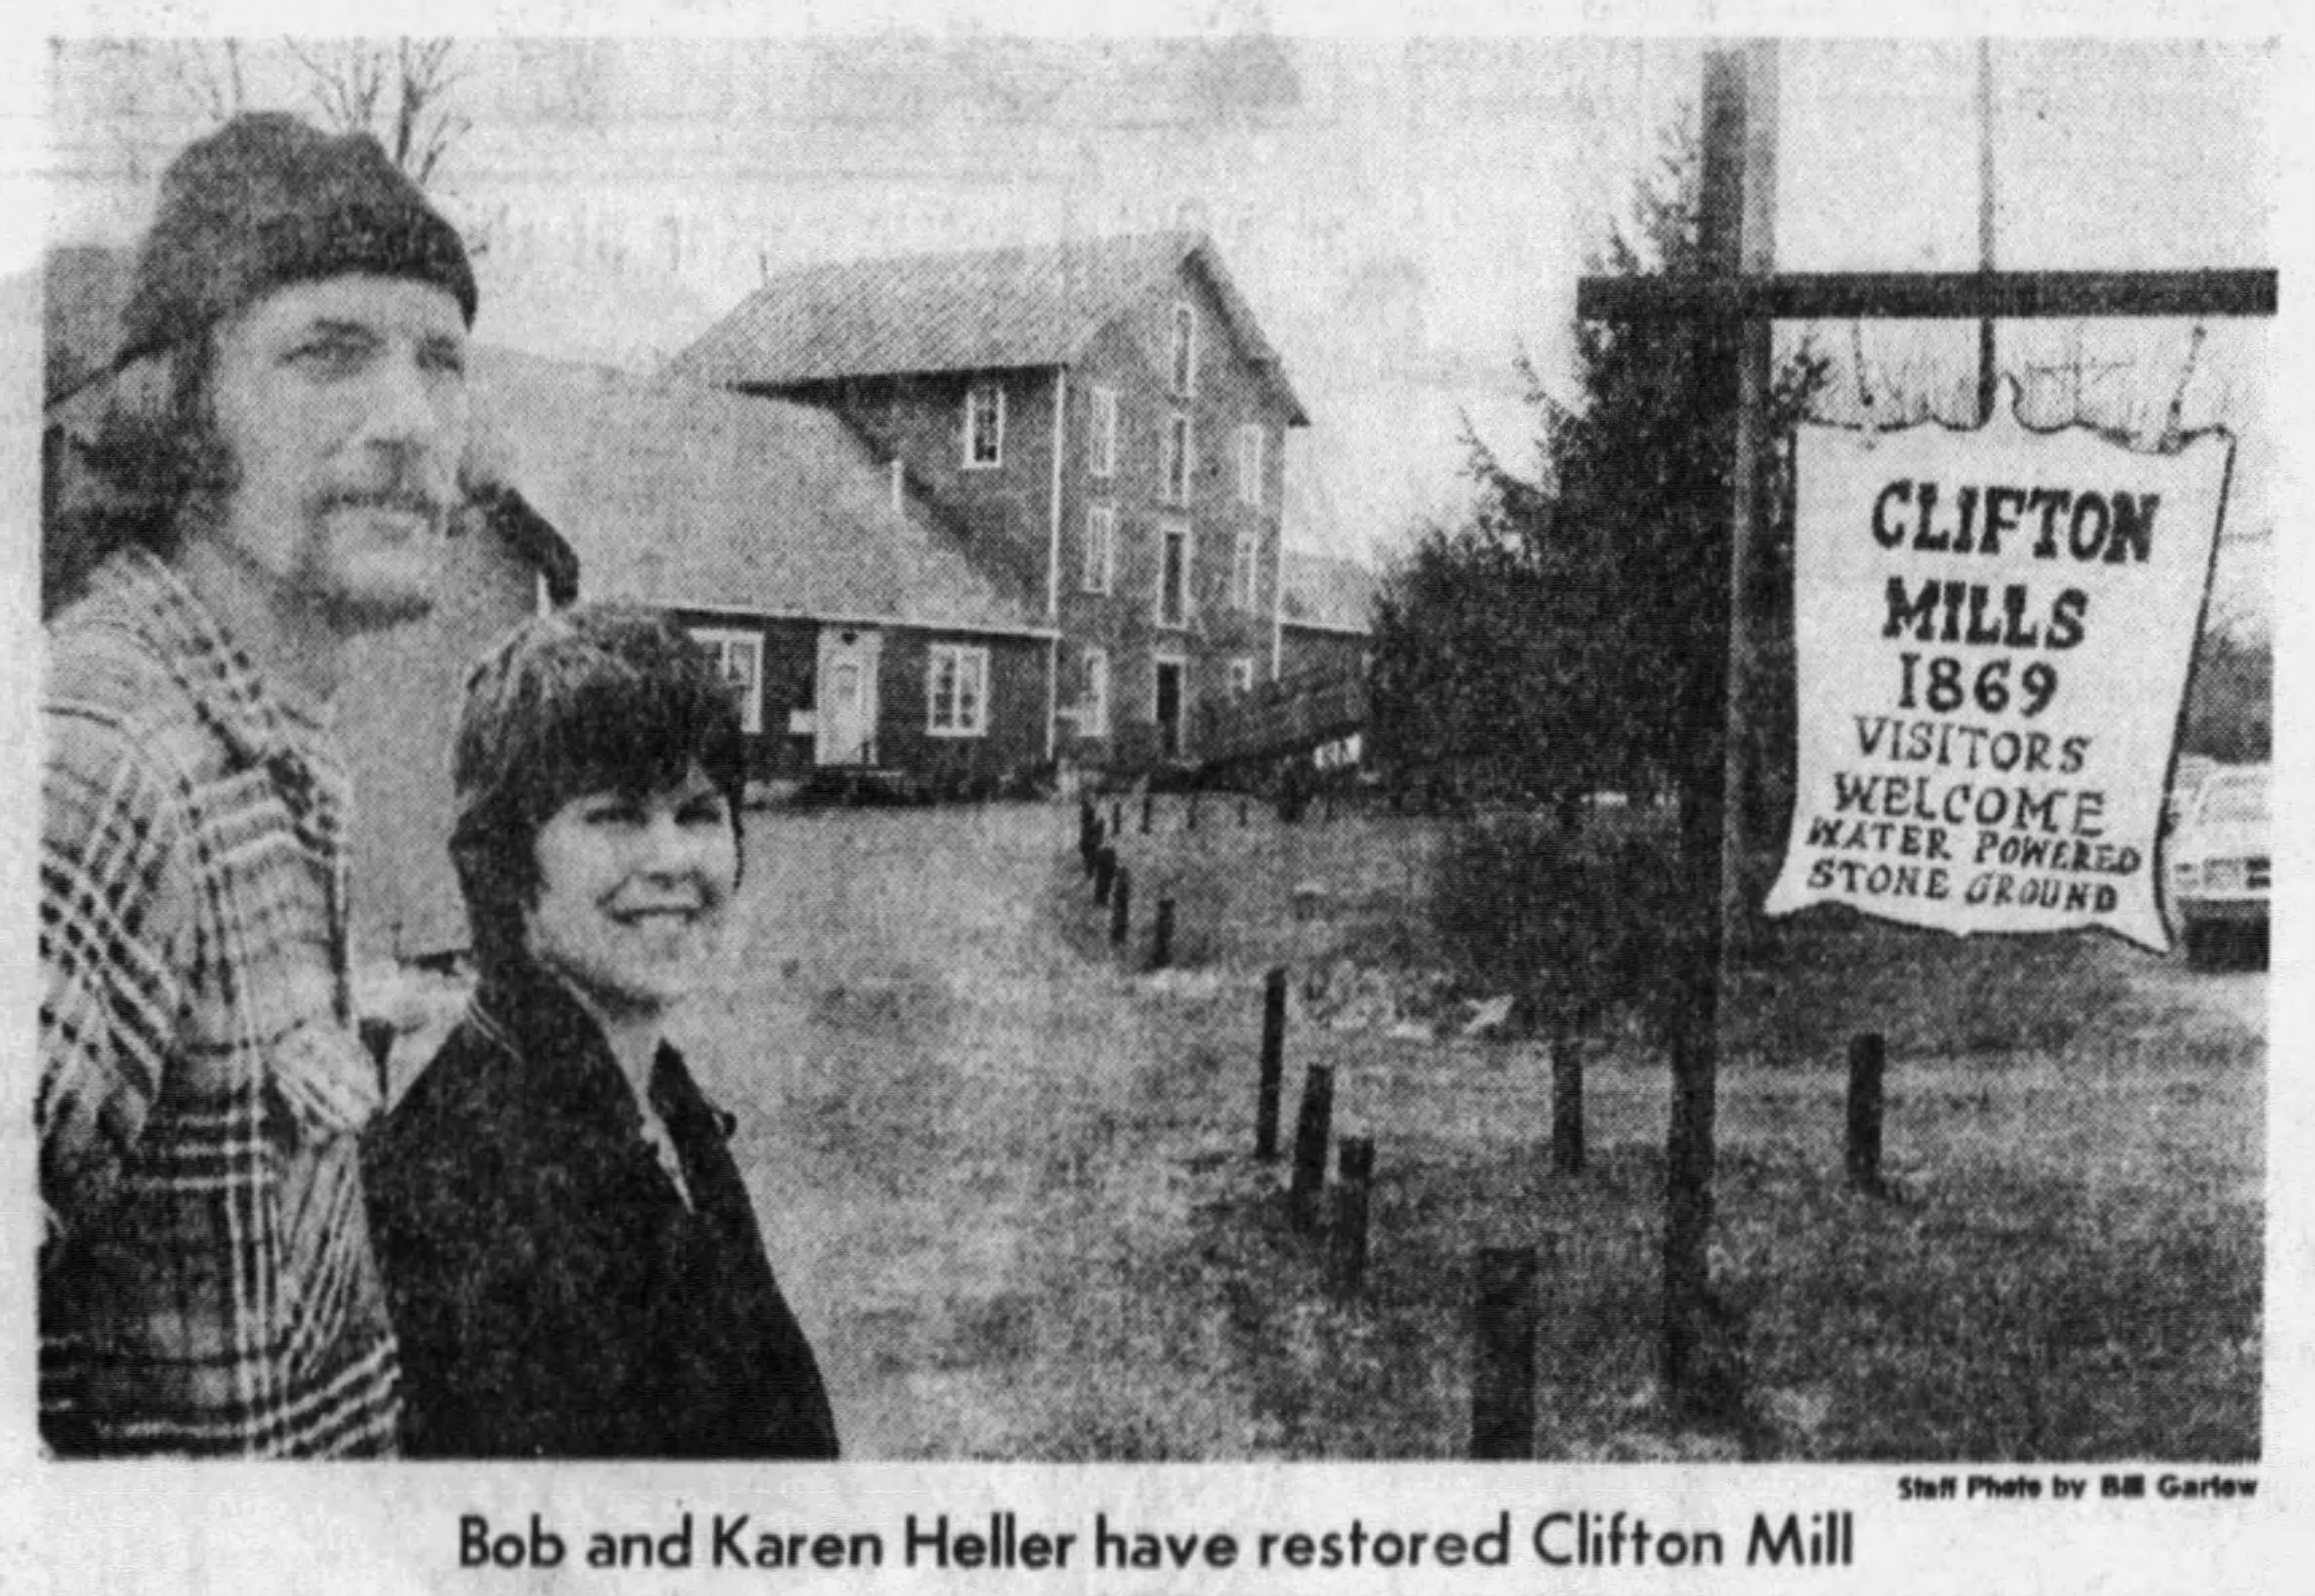 CLIFTON
MILLS
1869
VISITORS
WELCOME
WATER POWERED
STONE GROUND
Staff Photo by Bill Garlow
Bob and Karen Heller have restored Clifton Mill